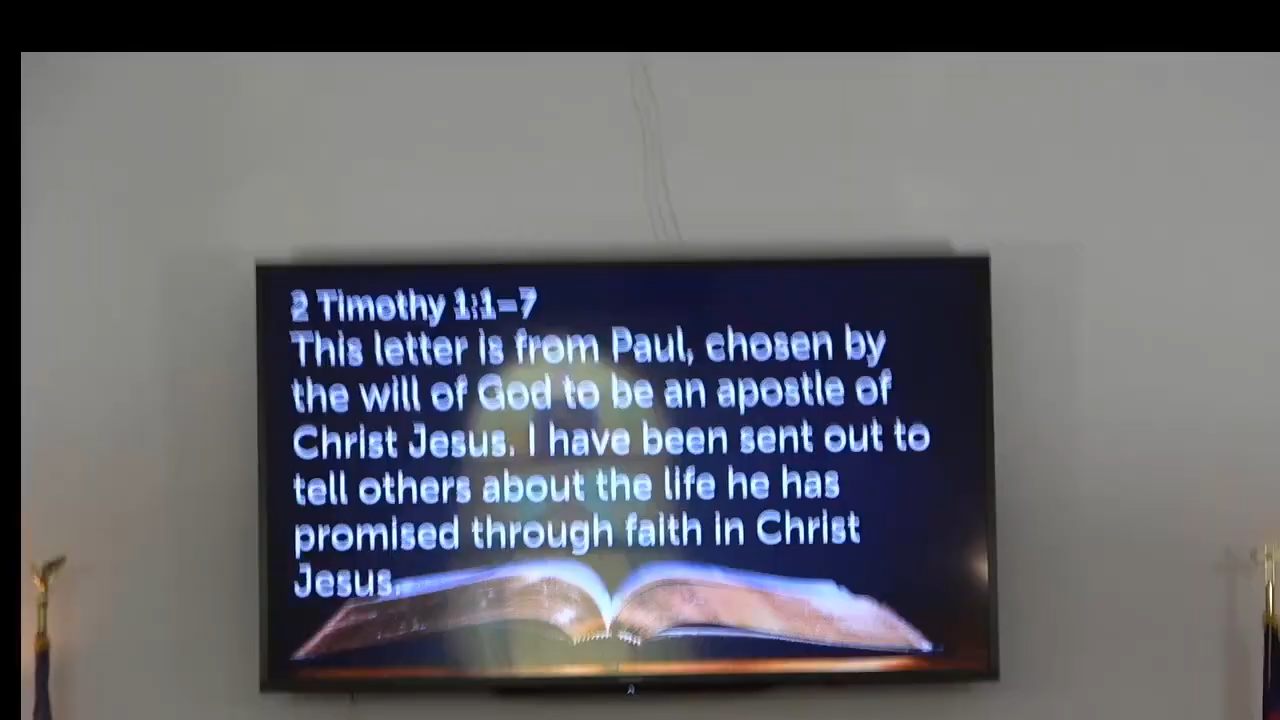 2 Timothy 1:1-7
This letter is from Paul, chosen by
the will of God to be an apostle of
Christ Jesus. I have been sent out to
tell others about the life he has
promised through faith in Christ
Jesus.